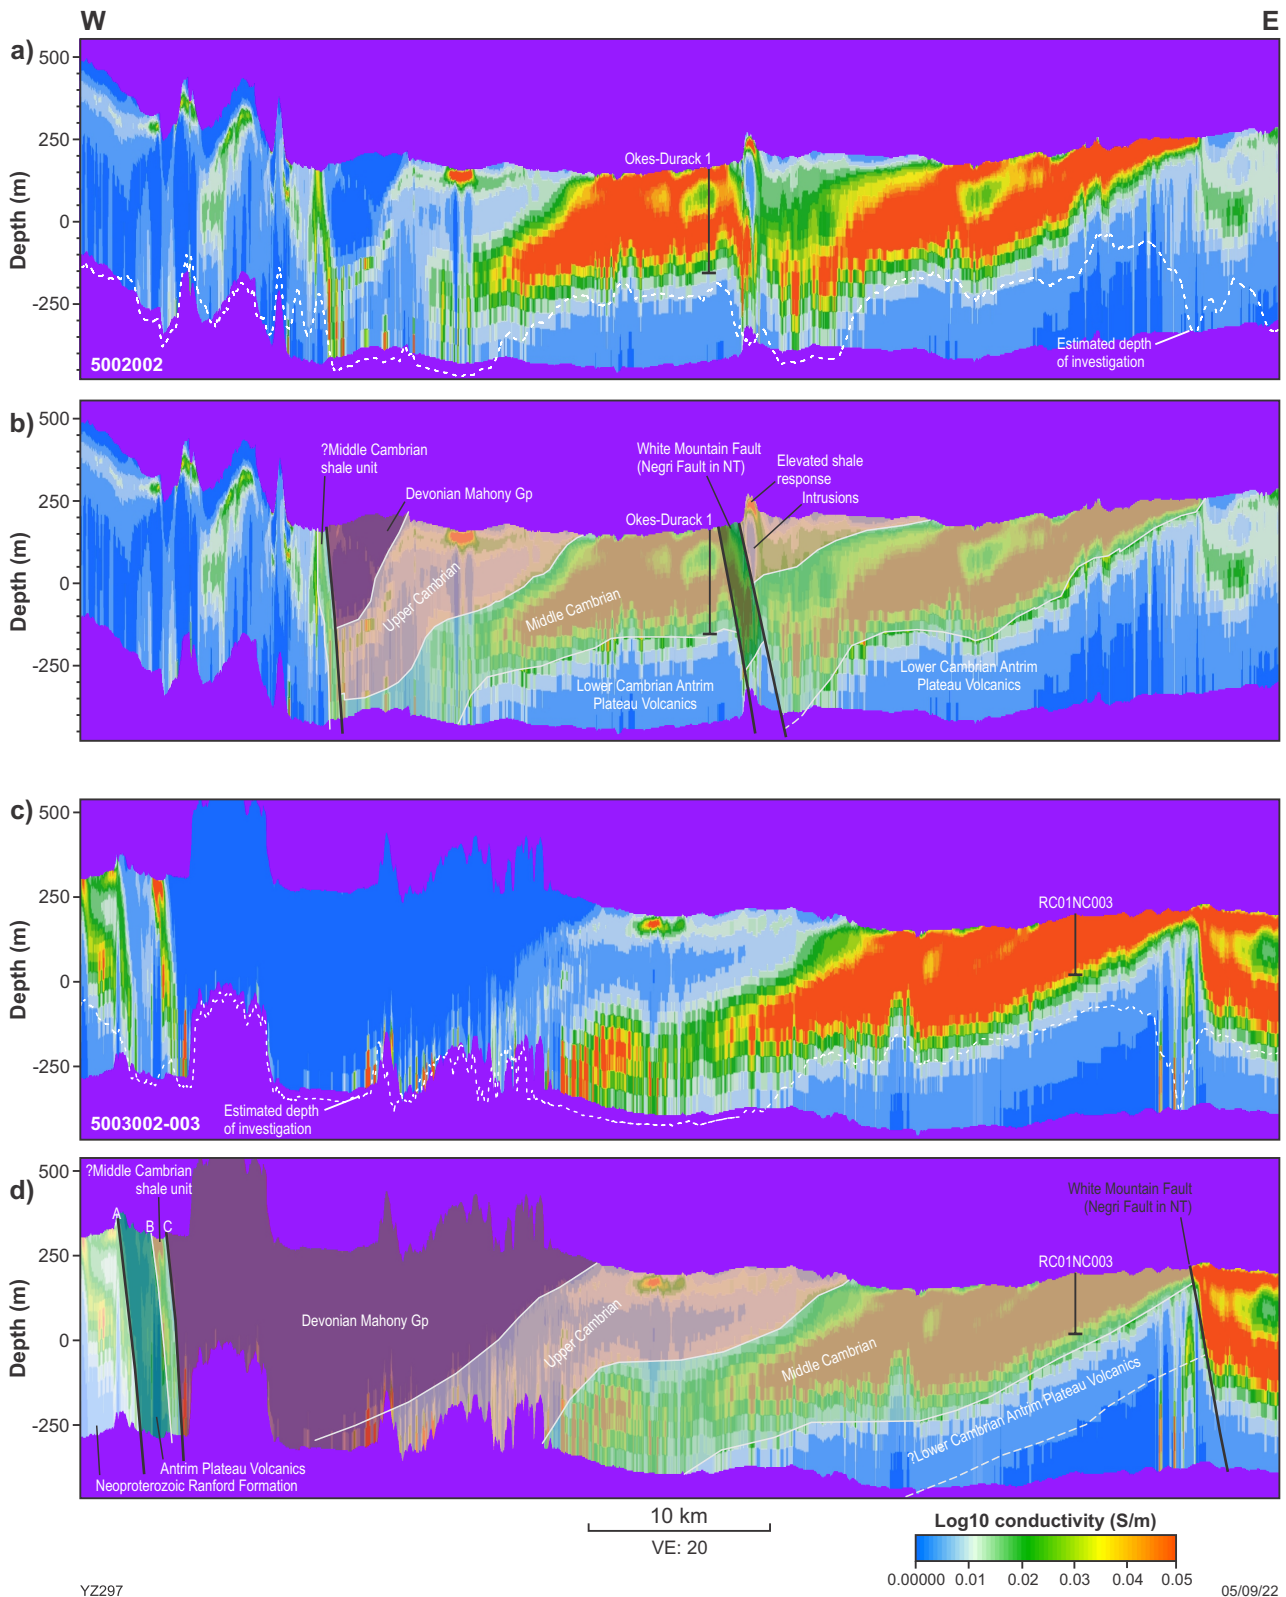 W
E
a)
500
250
0
-250
Depth (m)
Okes-Durack 1
Estimated depth
of investigation
5002002
b)
500
250
0
-250
Depth (m)
?Middle Cambrian
shale unit
Devonian Mahony Gp
White Mountain Fault
(Negri Fault in NT)
Elevated shale
response
Intrusions
Okes-Durack 1
Upper Cambrian
Middle Cambrian
Lower Cambrian Antrim
Plateau Volcanics
Lower Cambrian Antrim
Plateau Volcanics
c)
500
250
0
-250
Depth (m)
RC01NC003
Estimated depth
of investigation
5003002-003
d)
500
250
0
-250
Depth (m)
?Middle Cambrian
shale unit
A
B
C
White Mountain Fault
(Negri Fault in NT)
RC01NC003
Devonian Mahony Gp
Upper Cambrian
Middle Cambrian
?Lower Cambrian Antrim Plateau Volcanics
Antrim Plateau Volcanics
Neoproterozoic Ranford Formation
10 km
VE: 20
Log10 conductivity (S/m)
0.00000 0.01 0.02 0.03 0.04 0.05
YZ297
05/09/22